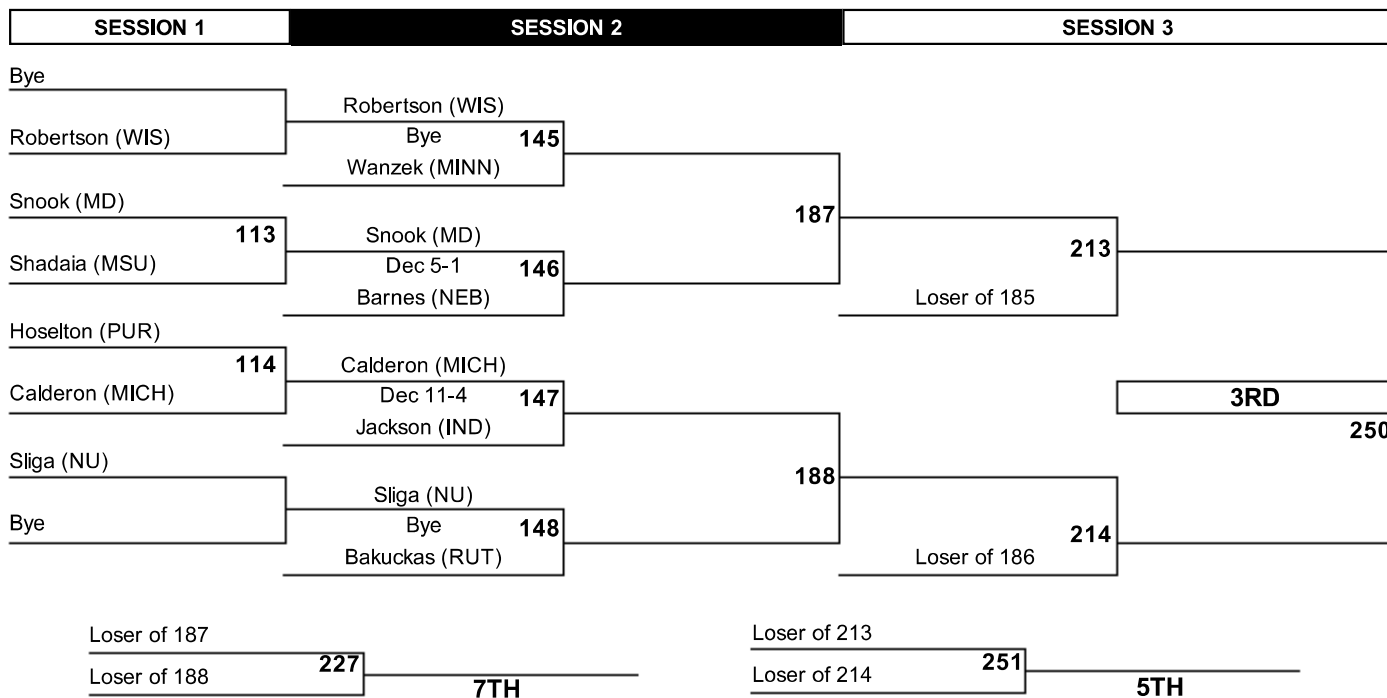 SESSION 1
SESSION 2
SESSION 3
Bye
Robertson (WIS)
Robertson (WIS)
Bye
145
Wanzek (MINN)
Snook (MD)
113
Shadaia (MSU)
Snook (MD)
Dec 5-1
146
Barnes (NEB)
187
213
Loser of 185
Hoselton (PUR)
114
Calderon (MICH)
Calderon (MICH)
Dec 11-4
147
Jackson (IND)
3RD
250
Sliga (NU)
Bye
Sliga (NU)
Bye
148
Bakuckas (RUT)
188
214
Loser of 186
Loser of 187
227
Loser of 188
7TH
Loser of 213
251
Loser of 214
5TH